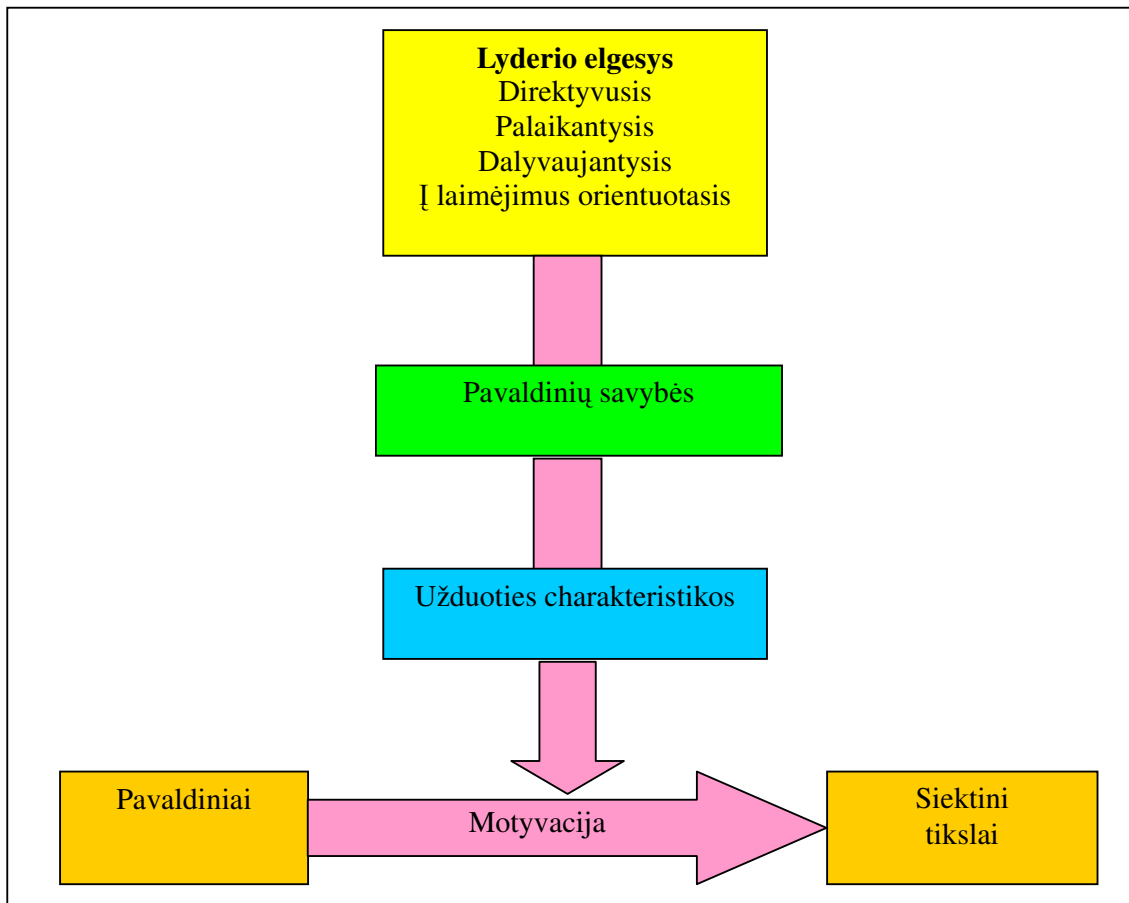 Lyderio elgesys
Direktyvusis
Palaikantysis
Dalyvaujantysis
Į laimėjimus orientuotasis
Pavaldinių savybės
Užduoties charakteristikos
Pavaldiniai
Motyvacija
Siektini
tikslai